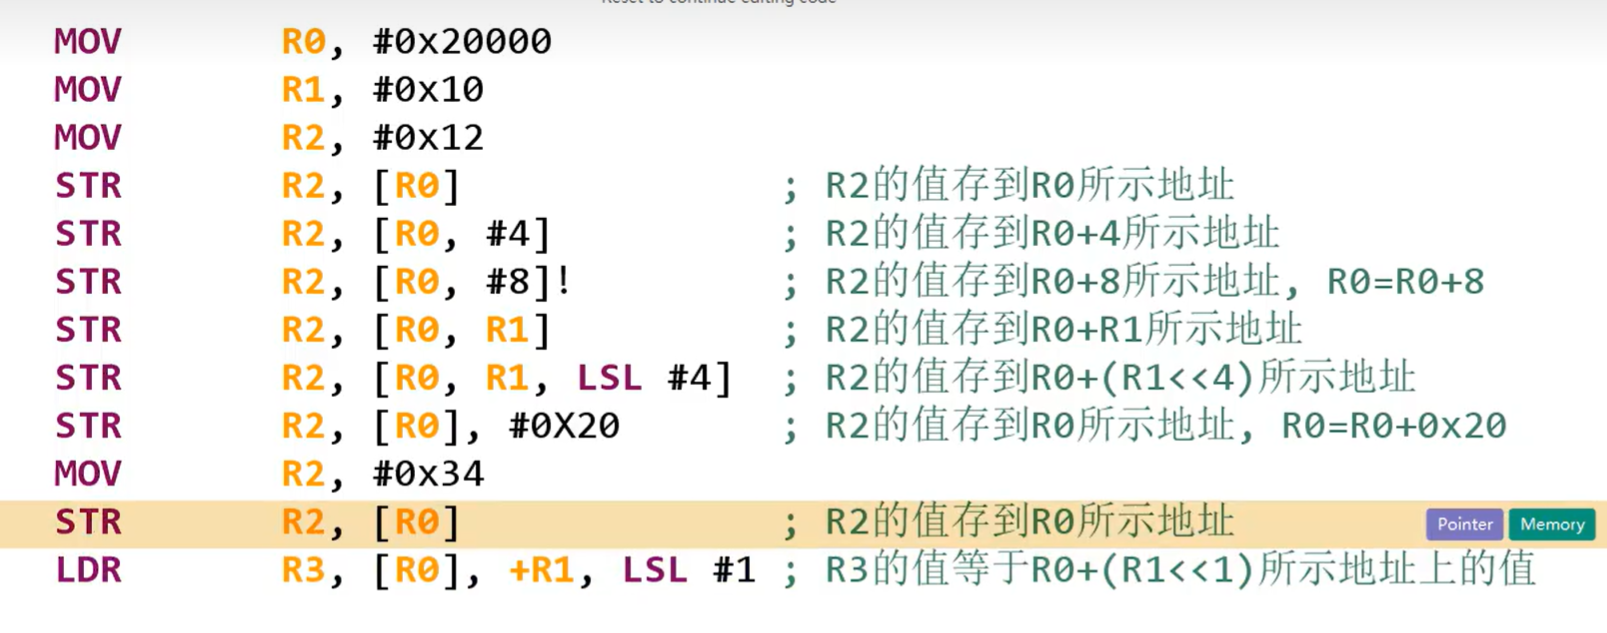 Reset to continue editing code
MOV R0, #0x20000
MOV R1, #0x10
MOV R2, #0x12
STR R2, [R0] ; R2的值存到R0所示地址
STR R2, [R0, #4] ; R2的值存到R0+4所示地址
STR R2, [R0, #8]! ; R2的值存到R0+8所示地址, R0=R0+8
STR R2, [R0, R1] ; R2的值存到R0+R1所示地址
STR R2, [R0, R1, LSL #4] ; R2的值存到R0+(R1<<4)所示地址
STR R2, [R0], #0X20 ; R2的值存到R0所示地址, R0=R0+0x20
MOV R2, #0x34
STR R2, [R0] ; R2的值存到R0所示地址 Pointer Memory
LDR R3, [R0], +R1, LSL #1 ; R3的值等于R0+(R1<<1)所示地址上的值